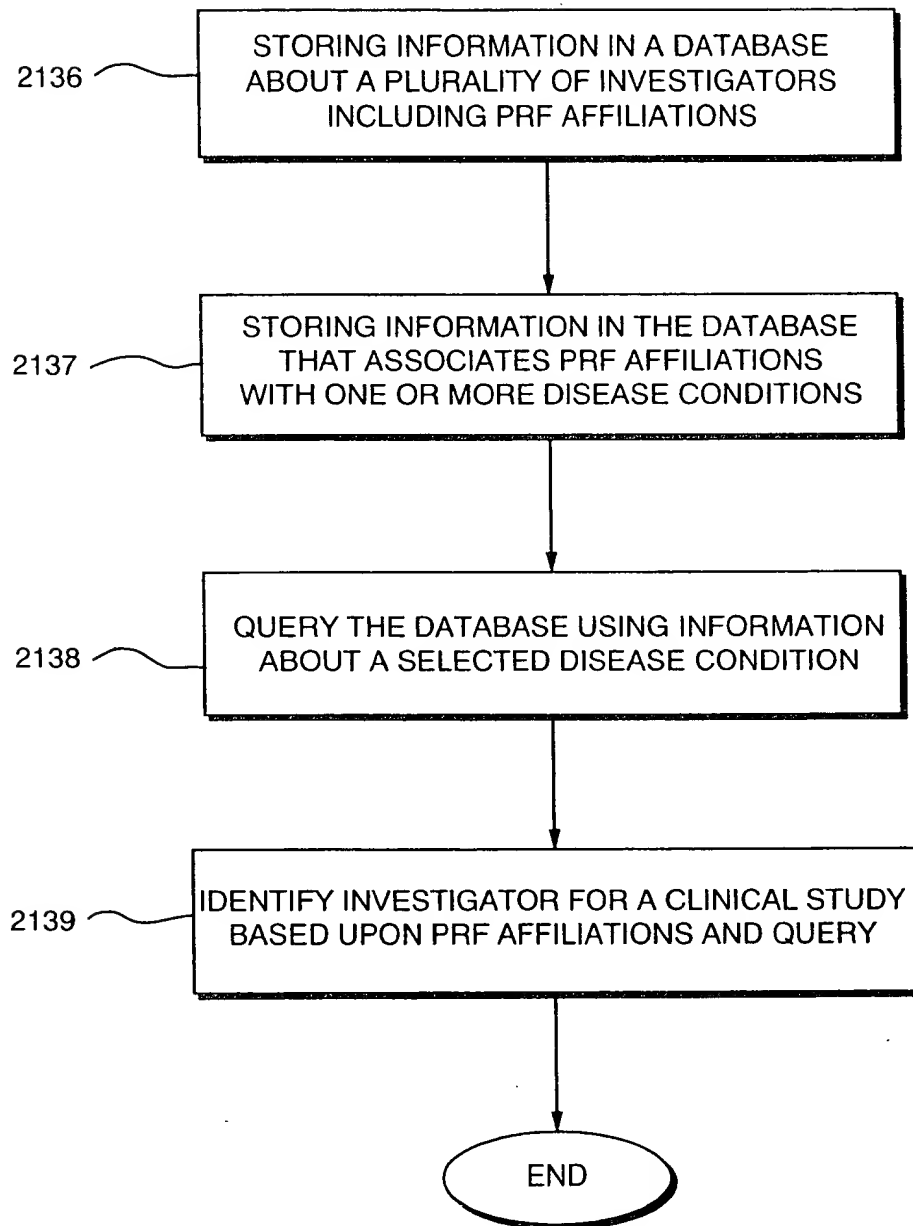 2136
STORING INFORMATION IN A DATABASE
ABOUT A PLURALITY OF INVESTIGATORS
INCLUDING PRF AFFILIATIONS
2137
STORING INFORMATION IN THE DATABASE
THAT ASSOCIATES PRF AFFILIATIONS
WITH ONE OR MORE DISEASE CONDITIONS
2138
QUERY THE DATABASE USING INFORMATION
ABOUT A SELECTED DISEASE CONDITION
2139
IDENTIFY INVESTIGATOR FOR A CLINICAL STUDY
BASED UPON PRF AFFILIATIONS AND QUERY
END